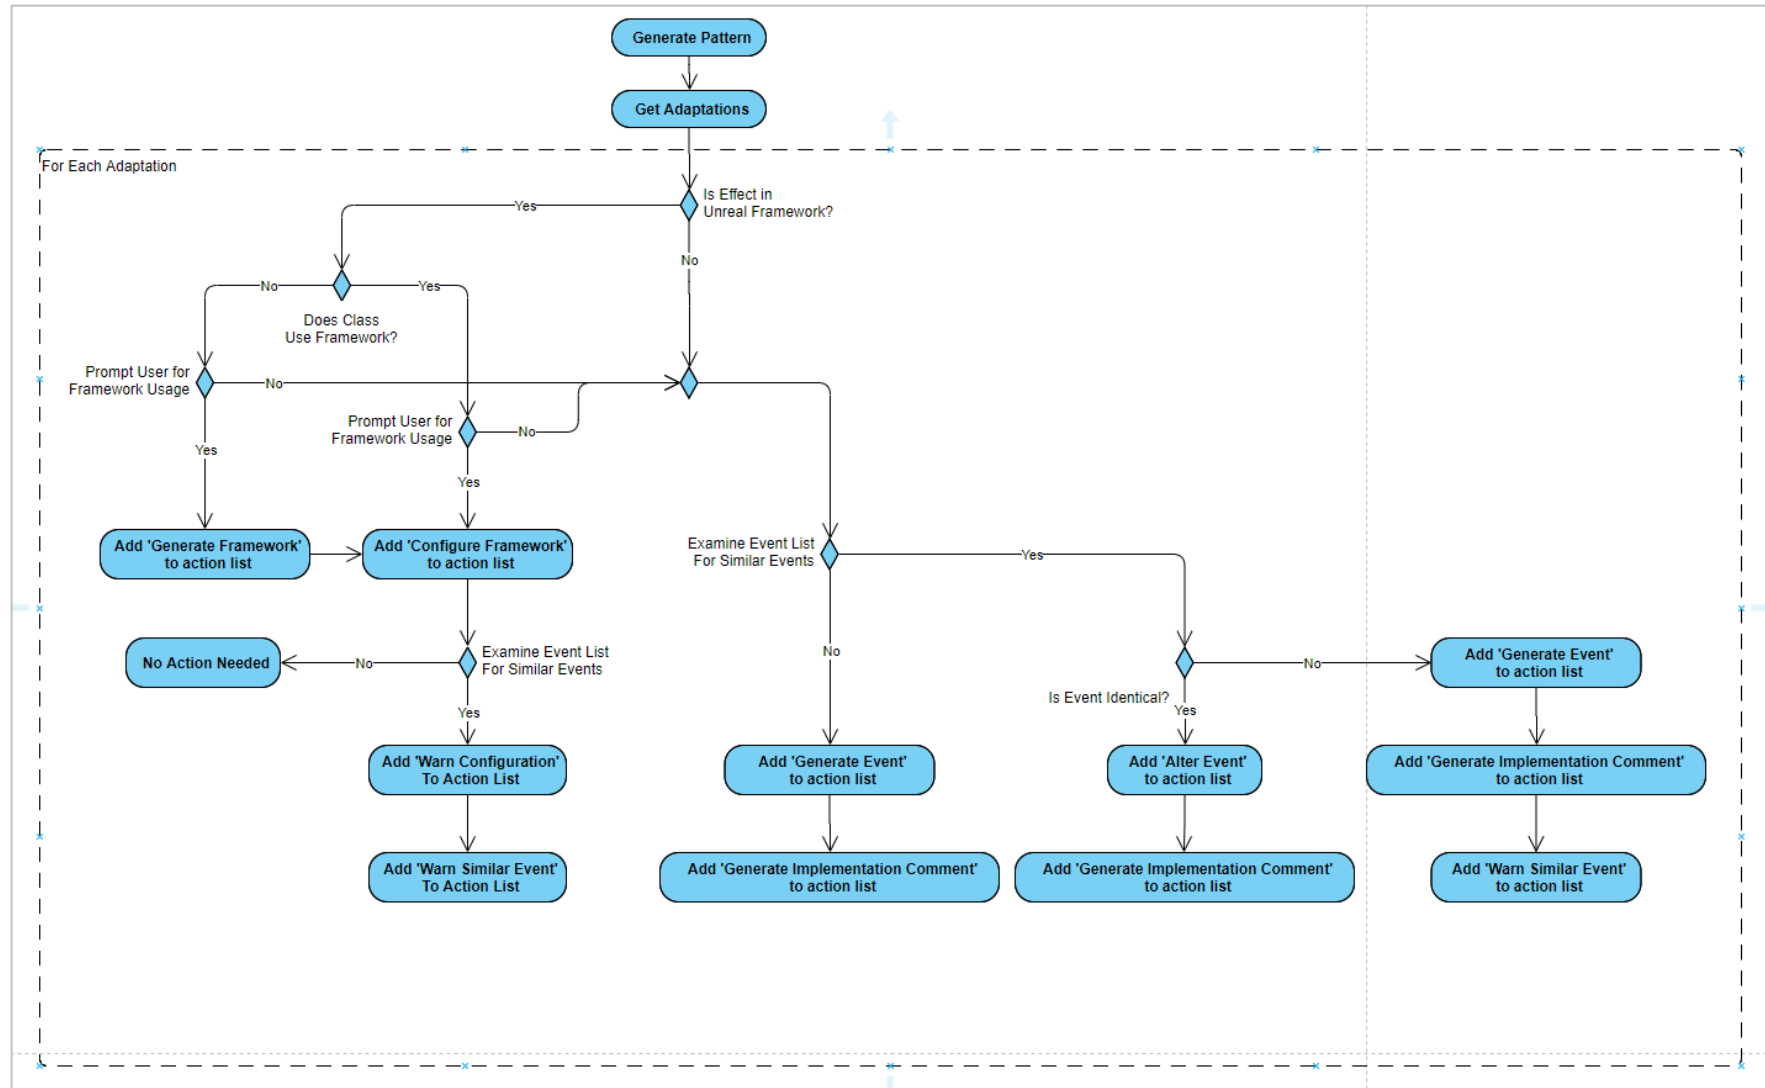 Generate Pattern
Get Adaptations
For Each Adaptation
Is Effect in
Unreal Framework?
Yes
No
No
Yes
Does Class
Use Framework?
Prompt User for
Framework Usage
No
Prompt User for
Framework Usage
No
Yes
Yes
Add 'Generate Framework'
to action list
Add 'Configure Framework'
to action list
Examine Event List
For Similar Events
Yes
No
No Action Needed
No
Examine Event List
For Similar Events
Yes
Is Event Identical?
No
Yes
Add 'Generate Event'
to action list
Add 'Warn Configuration'
To Action List
Add 'Generate Event'
to action list
Add 'Alter Event'
to action list
Add 'Generate Implementation Comment'
to action list
Add 'Warn Similar Event'
To Action List
Add 'Generate Implementation Comment'
to action list
Add 'Generate Implementation Comment'
to action list
Add 'Warn Similar Event'
to action list